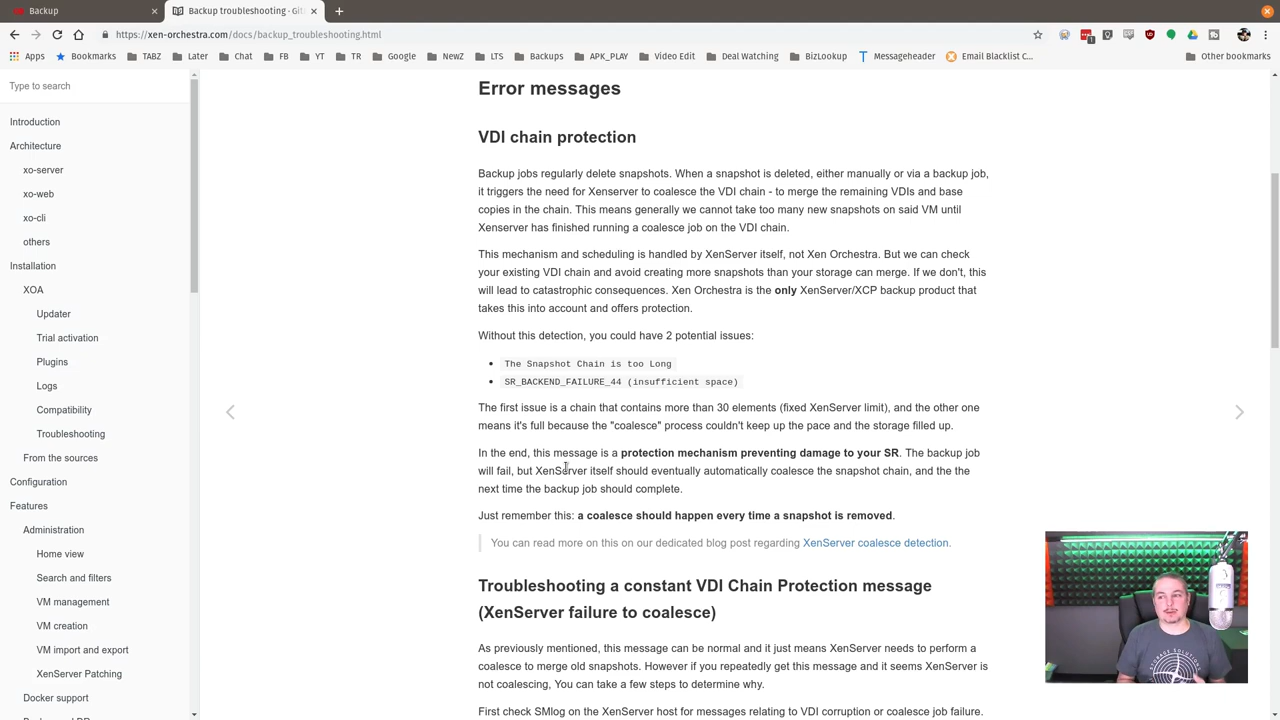 Backup
Backup troubleshooting · Git
https://xen-orchestra.com/docs/backup_troubleshooting.html
1
Apps
Bookmarks
TABZ
Later
Chat
FB
YT
TR
Google
NewZ
LTS
Backups
APK_PLAY
Video Edit
Deal Watching
BizLookup
Messageheader
Email Blacklist C...
Other bookmarks
Type to search
Introduction
Architecture
xo-server
xo-web
xo-cli
others
Installation
XOA
Updater
Trial activation
Plugins
Logs
Compatibility
Troubleshooting
From the sources
Configuration
Features
Administration
Home view
Search and filters
VM management
VM creation
VM import and export
XenServer Patching
Docker support
Error messages
VDI chain protection
Backup jobs regularly delete snapshots. When a snapshot is deleted, either manually or via a backup job,
it triggers the need for Xenserver to coalesce the VDI chain - to merge the remaining VDIs and base
copies in the chain. This means generally we cannot take too many new snapshots on said VM until
Xenserver has finished running a coalesce job on the VDI chain.
This mechanism and scheduling is handled by XenServer itself, not Xen Orchestra. But we can check
your existing VDI chain and avoid creating more snapshots than your storage can merge. If we don't, this
will lead to catastrophic consequences. Xen Orchestra is the only XenServer/XCP backup product that
takes this into account and offers protection.
Without this detection, you could have 2 potential issues:
• The Snapshot Chain is too Long
• SR_BACKEND_FAILURE_44 (insufficient space)
The first issue is a chain that contains more than 30 elements (fixed XenServer limit), and the other one
means it's full because the "coalesce" process couldn't keep up the pace and the storage filled up.
In the end, this message is a protection mechanism preventing damage to your SR. The backup job
will fail, but XenServer itself should eventually automatically coalesce the snapshot chain, and the the
next time the backup job should complete.
Just remember this: a coalesce should happen every time a snapshot is removed.
You can read more on this on our dedicated blog post regarding XenServer coalesce detection.
Troubleshooting a constant VDI Chain Protection message
(XenServer failure to coalesce)
As previously mentioned, this message can be normal and it just means XenServer needs to perform a
coalesce to merge old snapshots. However if you repeatedly get this message and it seems XenServer is
not coalescing, You can take a few steps to determine why.
First check SMlog on the XenServer host for messages relating to VDI corruption or coalesce job failure.